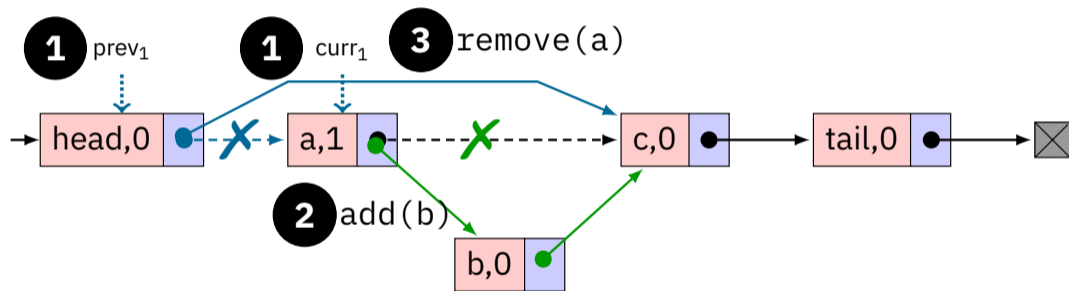 1 prev₁
1 curr₁
3 remove(a)
head,0
a,1
c,0
tail,0
2 add(b)
b,0